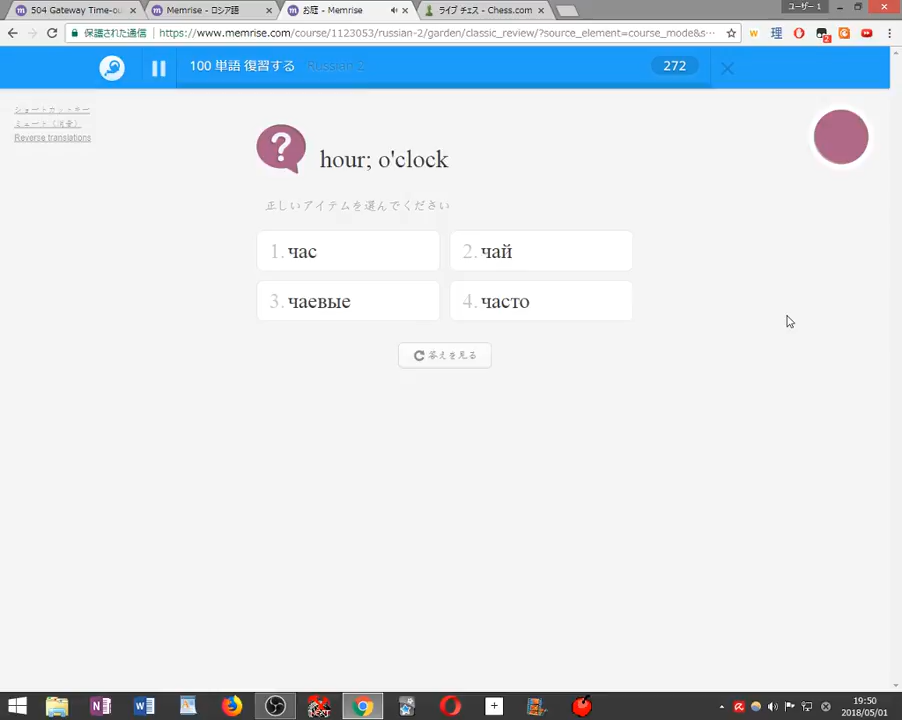 504 Gateway Time-ou
Memrise - ロシア語
お庭 - Memrise
ライブ チェス - Chess.com
ユーザー 1
保護された通信
https://www.memrise.com/course/1123053/russian-2/garden/classic_review/?source_element=course_mode&s…
100 単語 復習する Russian 2
272
ショートカットキー
Reverse translations
hour; o'clock
正しいアイテムを選んでください
1. час
2. чай
3. чаевые
4. часто
答えを見る
19:50
2018/05/01